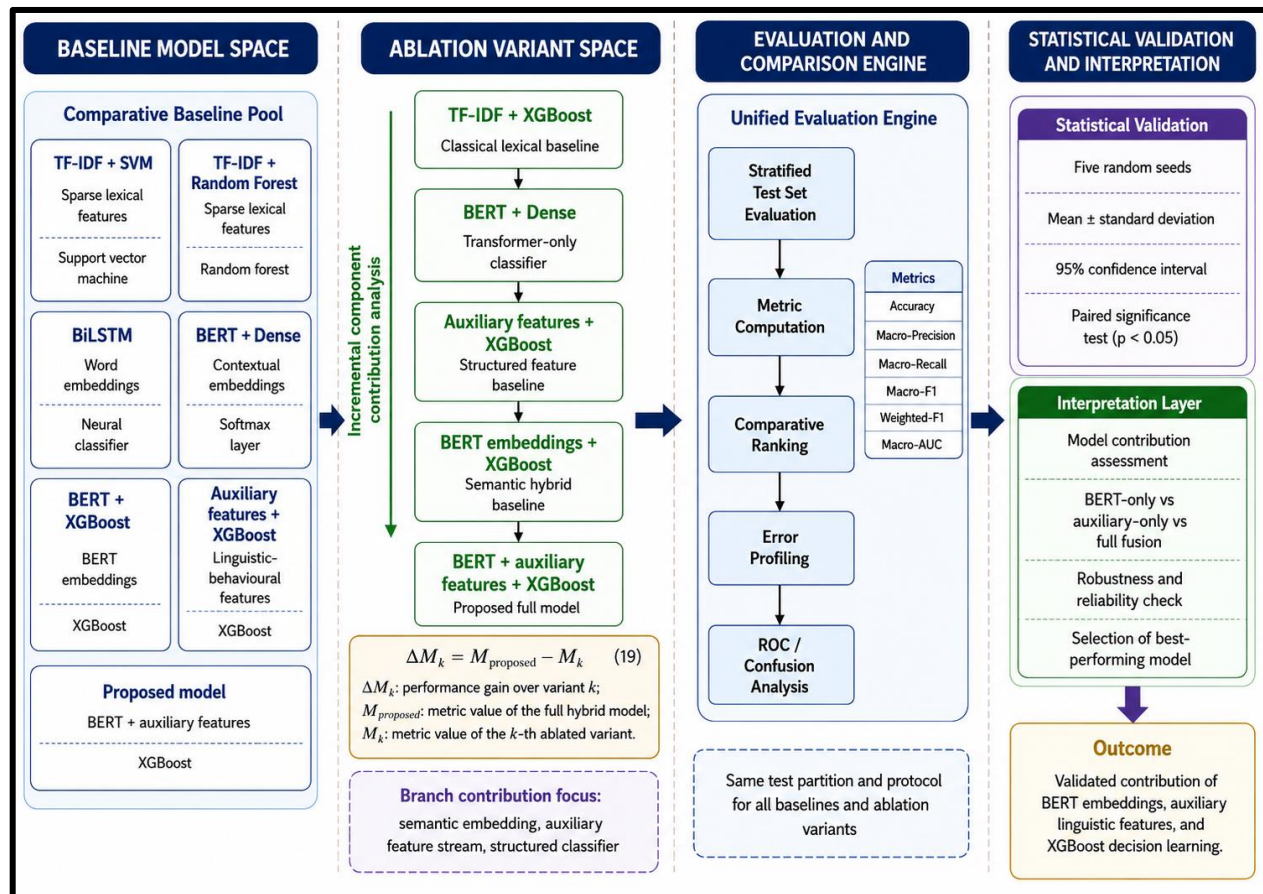 BASELINE MODEL SPACE
Comparative Baseline Pool
TF-IDF + SVM
Sparse lexical
features
Support vector
machine
TF-IDF +
Random Forest
Sparse lexical
features
Random forest
BiLSTM
Word
embeddings
Neural
classifier
BERT + Dense
Contextual
embeddings
Softmax
layer
BERT +
XGBoost
BERT
embeddings
XGBoost
Auxiliary
features +
XGBoost
Linguistic-
behavioural
features
XGBoost
Proposed model
BERT + auxiliary features
XGBoost
ABLATION VARIANT SPACE
Incremental component
contribution analysis
TF-IDF + XGBoost
Classical lexical baseline
BERT + Dense
Transformer-only
classifier
Auxiliary features +
XGBoost
Structured feature
baseline
BERT embeddings +
XGBoost
Semantic hybrid
baseline
BERT + auxiliary
features + XGBoost
Proposed full model
ΔM_k = M_proposed − M_k (19)
ΔM_k: performance gain over variant k;
M_proposed: metric value of the full hybrid model;
M_k: metric value of the k-th ablated variant.
Branch contribution focus:
semantic embedding, auxiliary
feature stream, structured classifier
EVALUATION AND
COMPARISON ENGINE
Unified Evaluation Engine
Stratified
Test Set
Evaluation
Metric
Computation
Comparative
Ranking
Error
Profiling
ROC /
Confusion
Analysis
Metrics
Accuracy
Macro-Precision
Macro-Recall
Macro-F1
Weighted-F1
Macro-AUC
Same test partition and protocol
for all baselines and ablation
variants
STATISTICAL VALIDATION
AND INTERPRETATION
Statistical Validation
Five random seeds
Mean ± standard deviation
95% confidence interval
Paired significance
test (p < 0.05)
Interpretation Layer
Model contribution
assessment
BERT-only vs
auxiliary-only vs
full fusion
Robustness and
reliability check
Selection of best-
performing model
Outcome
Validated contribution of
BERT embeddings, auxiliary
linguistic features, and
XGBoost decision learning.